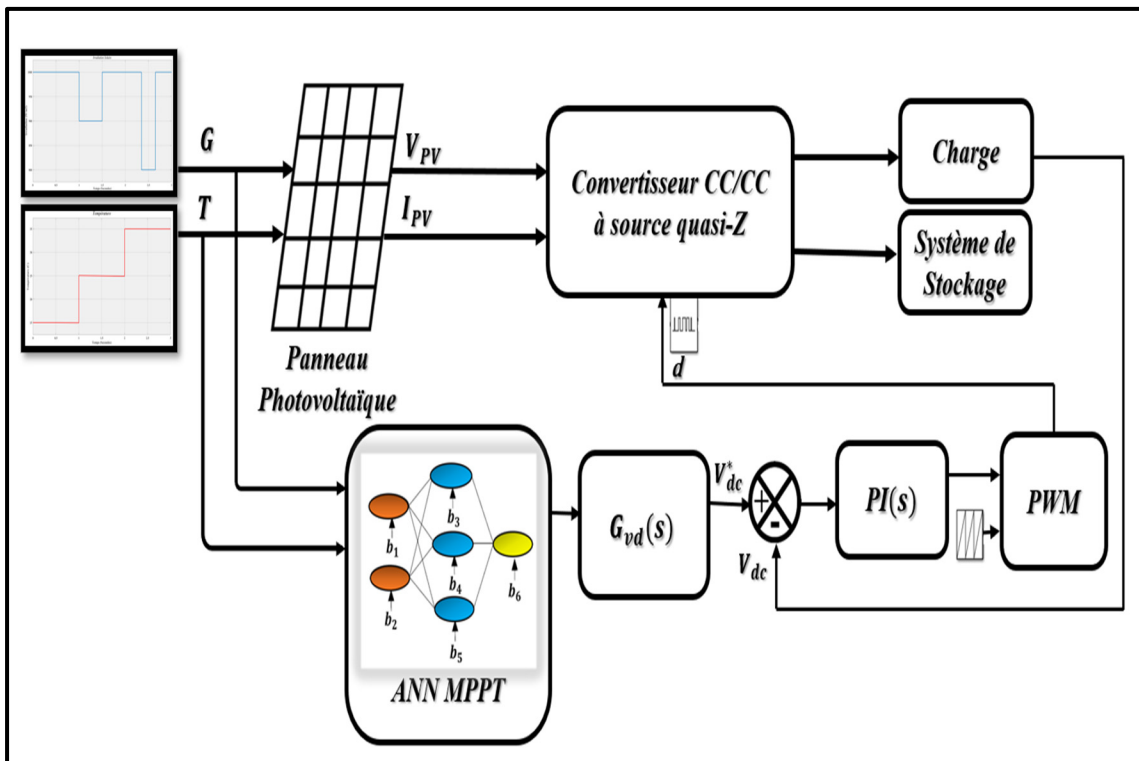 G
T
V_PV
I_PV
Panneau
Photovoltaïque
Convertisseur CC/CC
à source quasi-Z
Charge
Système de
Stockage
d
b_1
b_2
b_3
b_4
b_5
b_6
ANN MPPT
G_vd(s)
V*_dc
+
-
V_dc
PI(s)
PWM